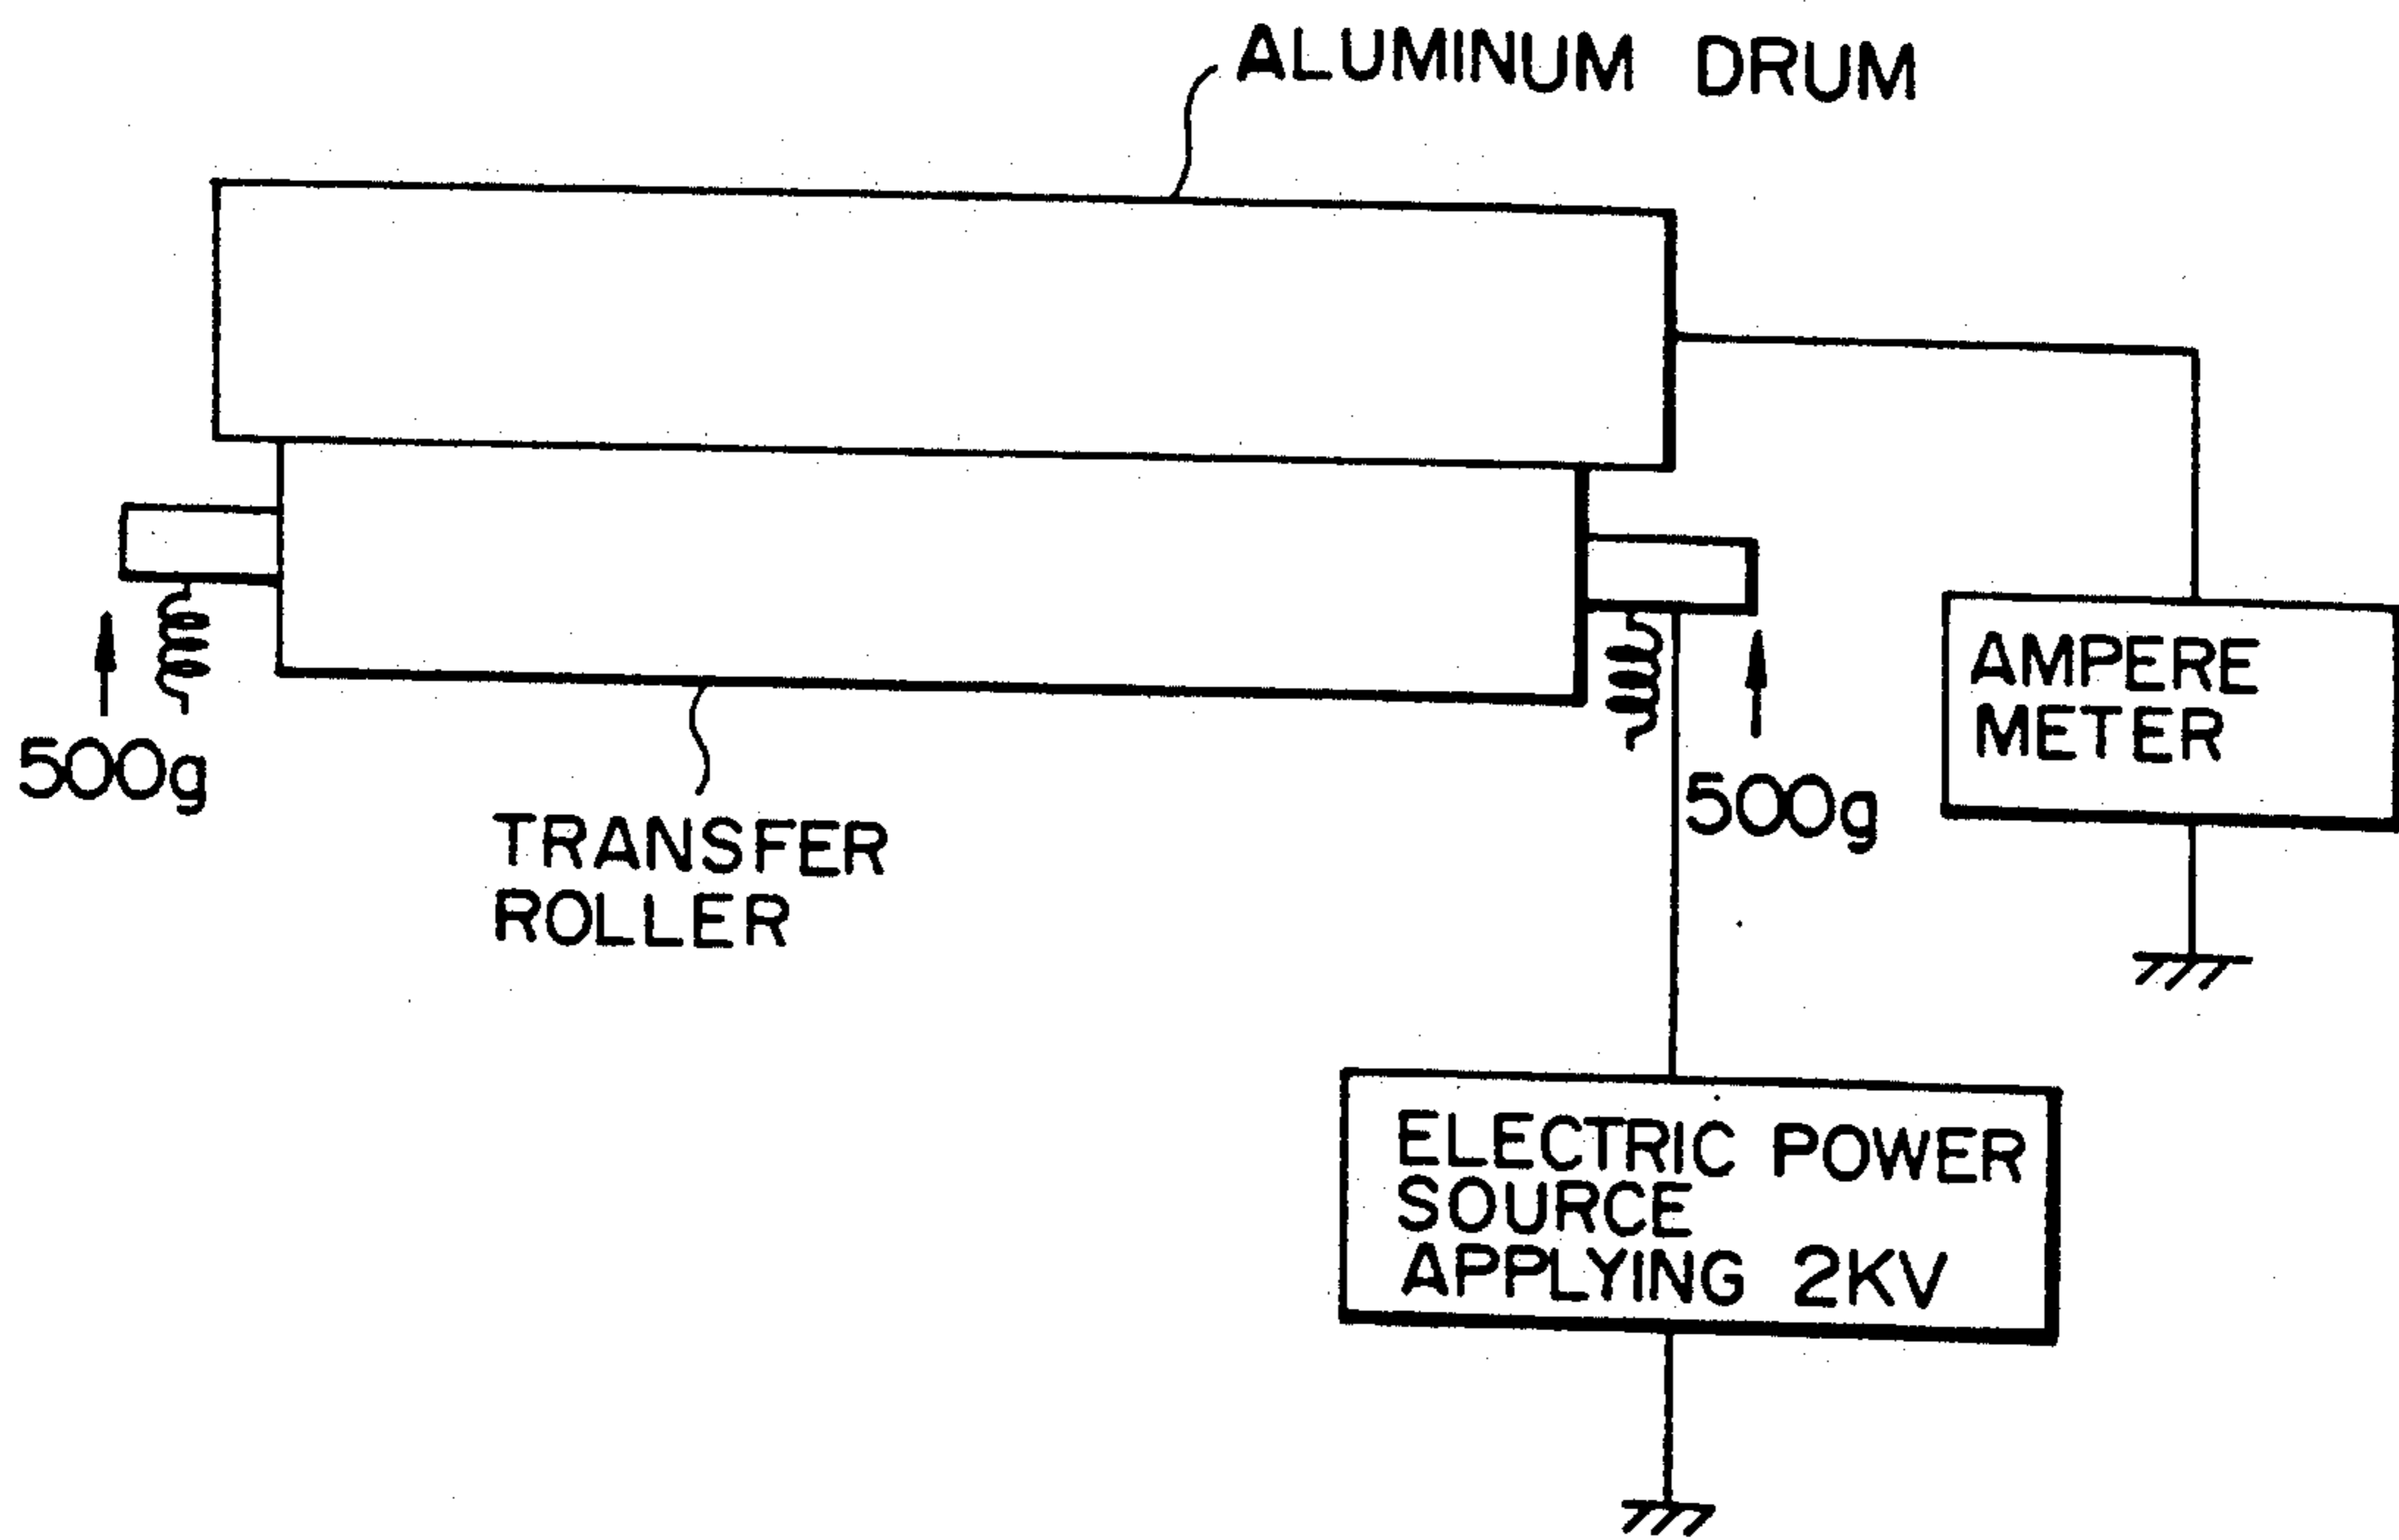 ALUMINUM DRUM
500g
TRANSFER
ROLLER
500g
AMPERE
METER
ELECTRIC POWER
SOURCE
APPLYING 2KV